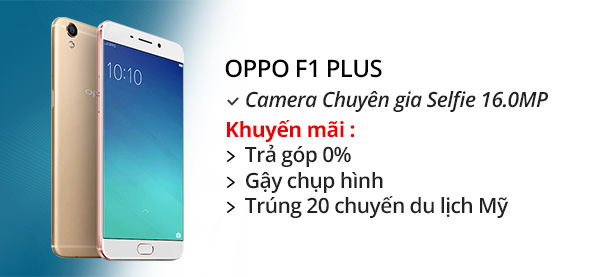 OPPO F1 PLUS
✓ Camera Chuyên gia Selfie 16.0MP
Khuyến mãi :
> Trả góp 0%
> Gậy chụp hình
> Trúng 20 chuyến du lịch Mỹ
oppo
10:10